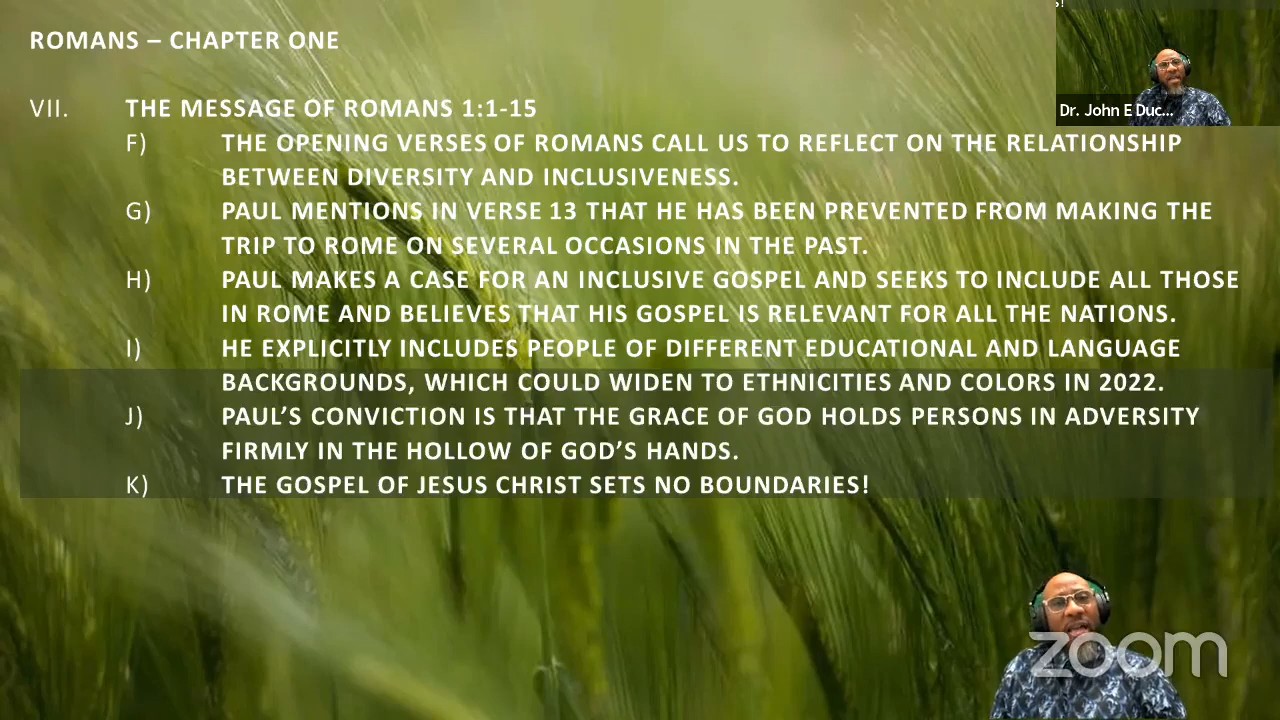 ROMANS – CHAPTER ONE
VII. THE MESSAGE OF ROMANS 1:1-15
F) THE OPENING VERSES OF ROMANS CALL US TO REFLECT ON THE RELATIONSHIP
BETWEEN DIVERSITY AND INCLUSIVENESS.
G) PAUL MENTIONS IN VERSE 13 THAT HE HAS BEEN PREVENTED FROM MAKING THE
TRIP TO ROME ON SEVERAL OCCASIONS IN THE PAST.
H) PAUL MAKES A CASE FOR AN INCLUSIVE GOSPEL AND SEEKS TO INCLUDE ALL THOSE
IN ROME AND BELIEVES THAT HIS GOSPEL IS RELEVANT FOR ALL THE NATIONS.
I) HE EXPLICITLY INCLUDES PEOPLE OF DIFFERENT EDUCATIONAL AND LANGUAGE
BACKGROUNDS, WHICH COULD WIDEN TO ETHNICITIES AND COLORS IN 2022.
J) PAUL’S CONVICTION IS THAT THE GRACE OF GOD HOLDS PERSONS IN ADVERSITY
FIRMLY IN THE HOLLOW OF GOD’S HANDS.
K) THE GOSPEL OF JESUS CHRIST SETS NO BOUNDARIES!
Dr. John E Duc...
zoom